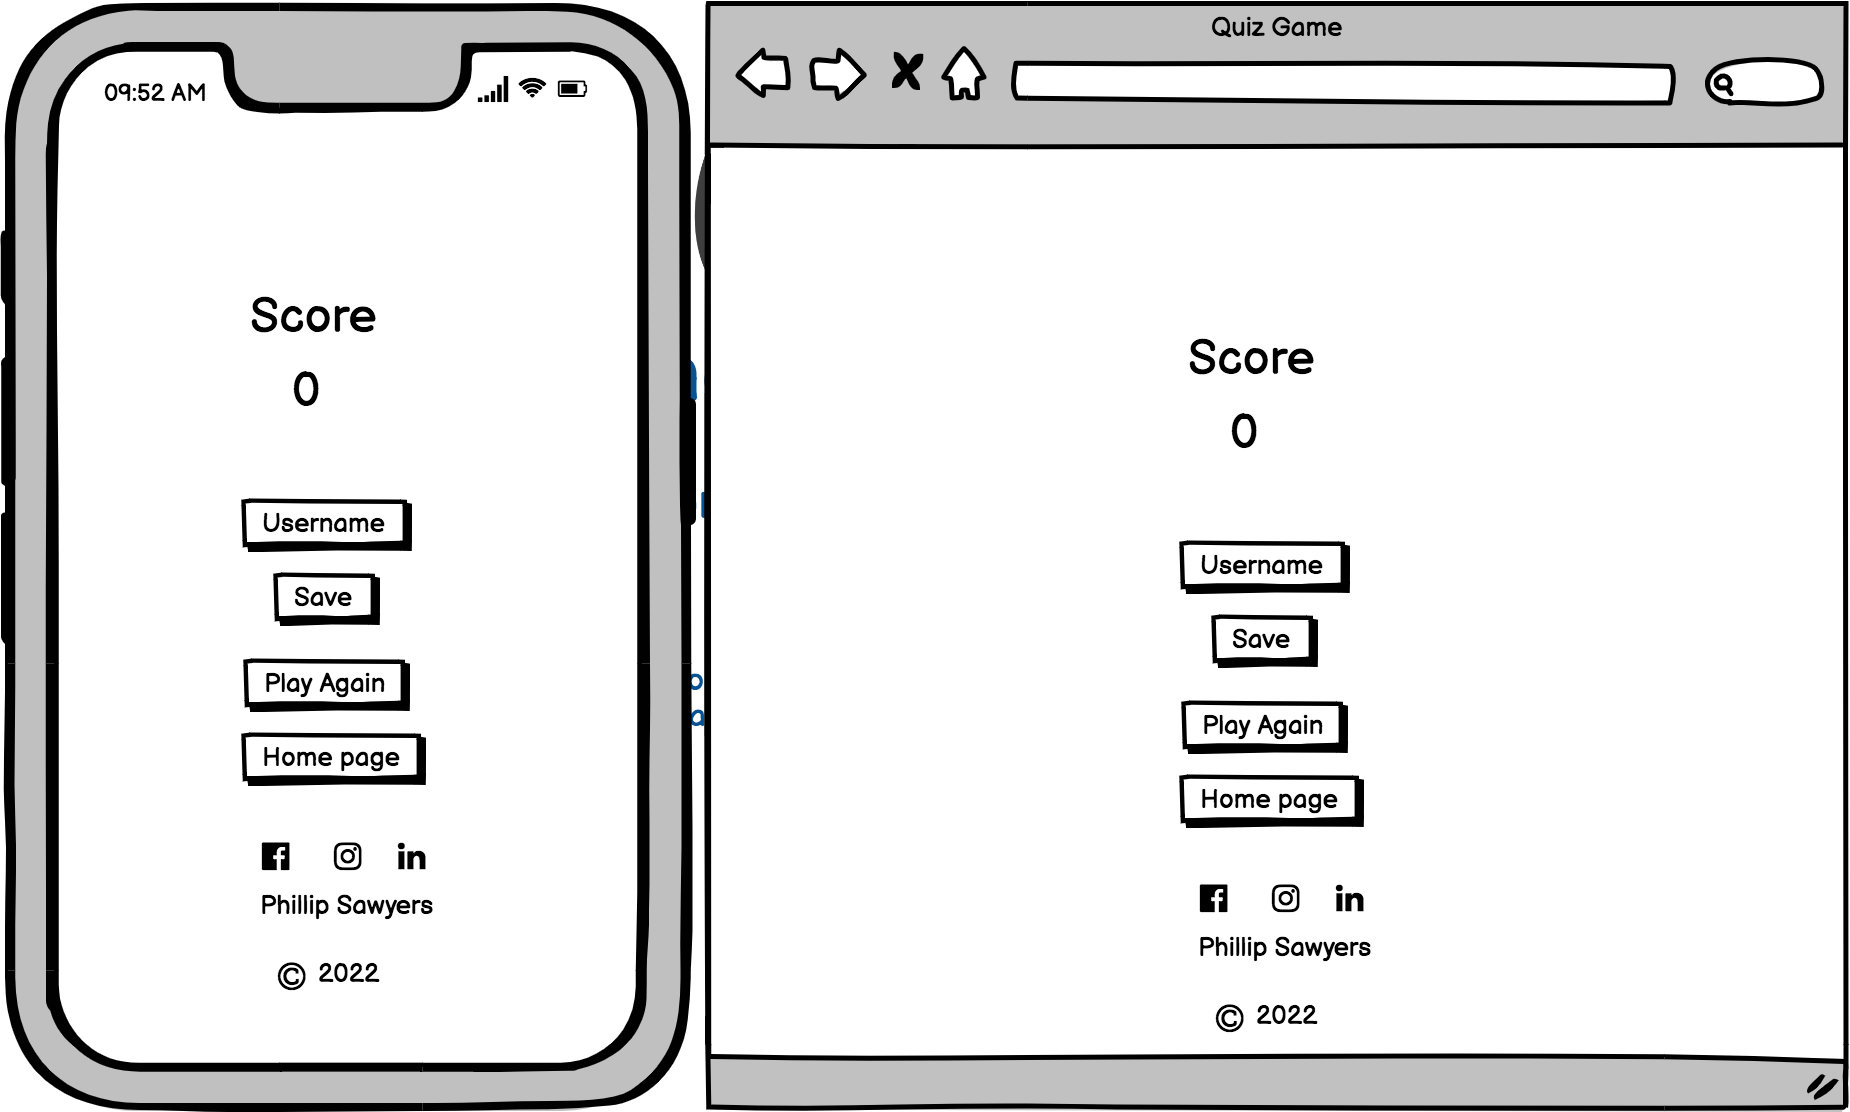 09:52 AM
Score
0
Username
Save
Play Again
Home page
Phillip Sawyers
© 2022
Quiz Game
Score
0
Username
Save
Play Again
Home page
Phillip Sawyers
© 2022